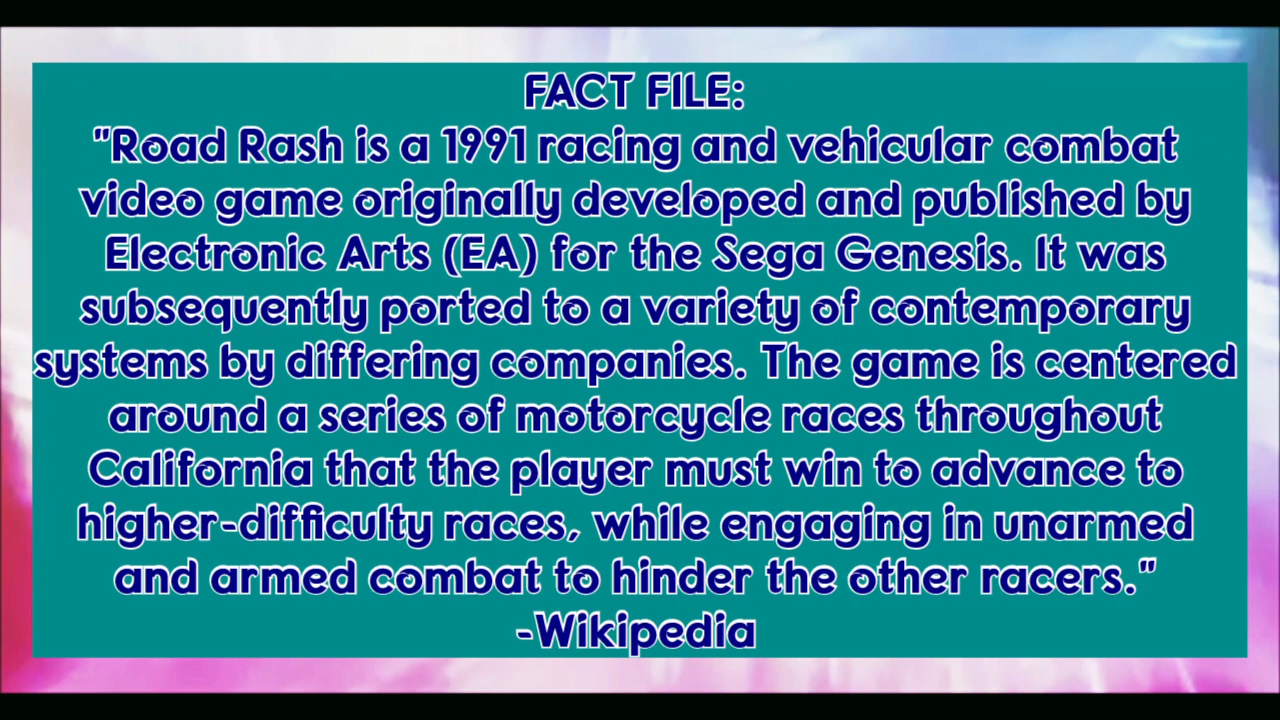 FACT FILE:
"Road Rash is a 1991 racing and vehicular combat
video game originally developed and published by
Electronic Arts (EA) for the Sega Genesis. It was
subsequently ported to a variety of contemporary
systems by differing companies. The game is centered
around a series of motorcycle races throughout
California that the player must win to advance to
higher-difficulty races, while engaging in unarmed
and armed combat to hinder the other racers."
-Wikipedia